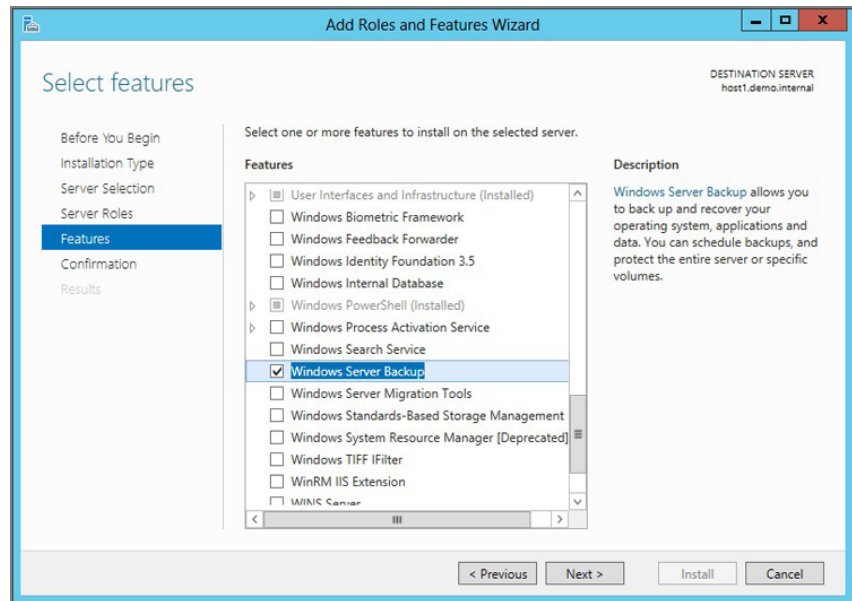 Add Roles and Features Wizard
Select features
DESTINATION SERVER
host1.demo.internal
Before You Begin
Installation Type
Server Selection
Server Roles
Features
Confirmation
Results
Select one or more features to install on the selected server.
Features
User Interfaces and Infrastructure (Installed)
Windows Biometric Framework
Windows Feedback Forwarder
Windows Identity Foundation 3.5
Windows Internal Database
Windows PowerShell (Installed)
Windows Process Activation Service
Windows Search Service
Windows Server Backup
Windows Server Migration Tools
Windows Standards-Based Storage Management
Windows System Resource Manager [Deprecated]
Windows TIFF IFilter
WinRM IIS Extension
WINS Server
Description
Windows Server Backup allows you
to back up and recover your
operating system, applications and
data. You can schedule backups, and
protect the entire server or specific
volumes.
< Previous
Next >
Install
Cancel